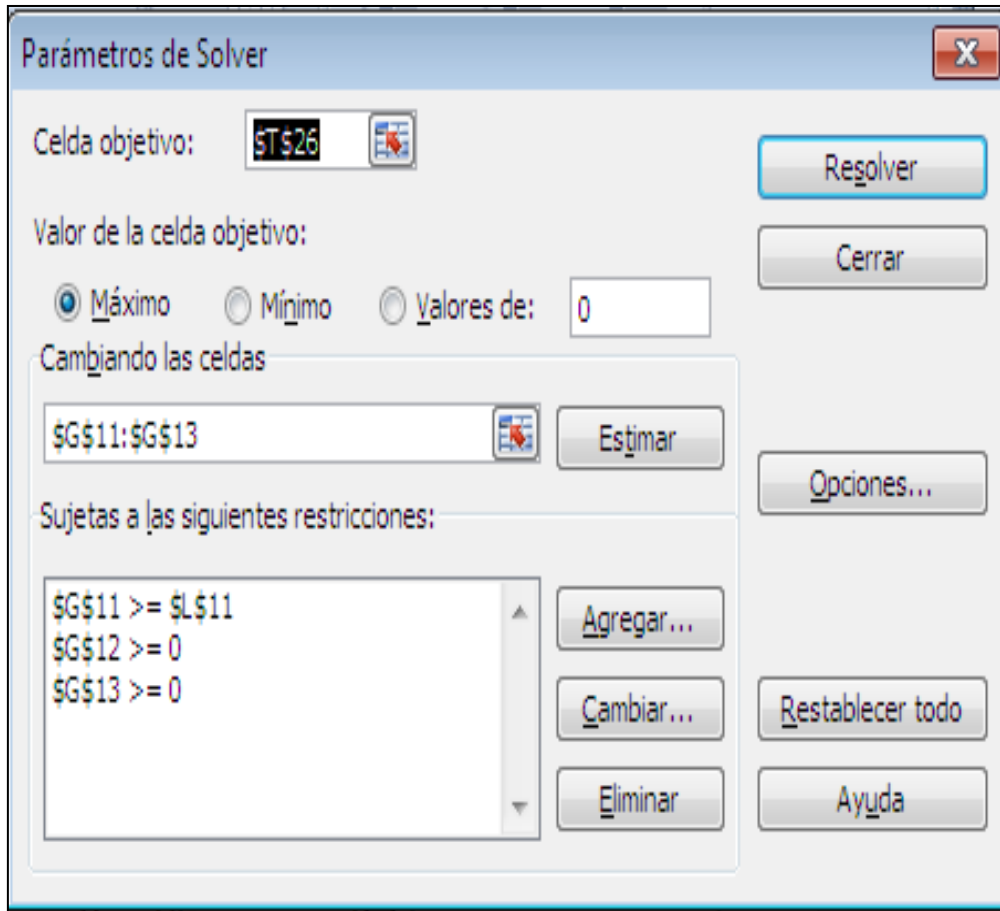 Parámetros de Solver
Celda objetivo: $T$26
Resolver
Valor de la celda objetivo:
Cerrar
Máximo Mínimo Valores de: 0
Cambiando las celdas
$G$11:$G$13 Estimar
Opciones...
Sujetas a las siguientes restricciones:
$G$11 >= $L$11
$G$12 >= 0
$G$13 >= 0
Agregar...
Cambiar...
Restablecer todo
Eliminar
Ayuda